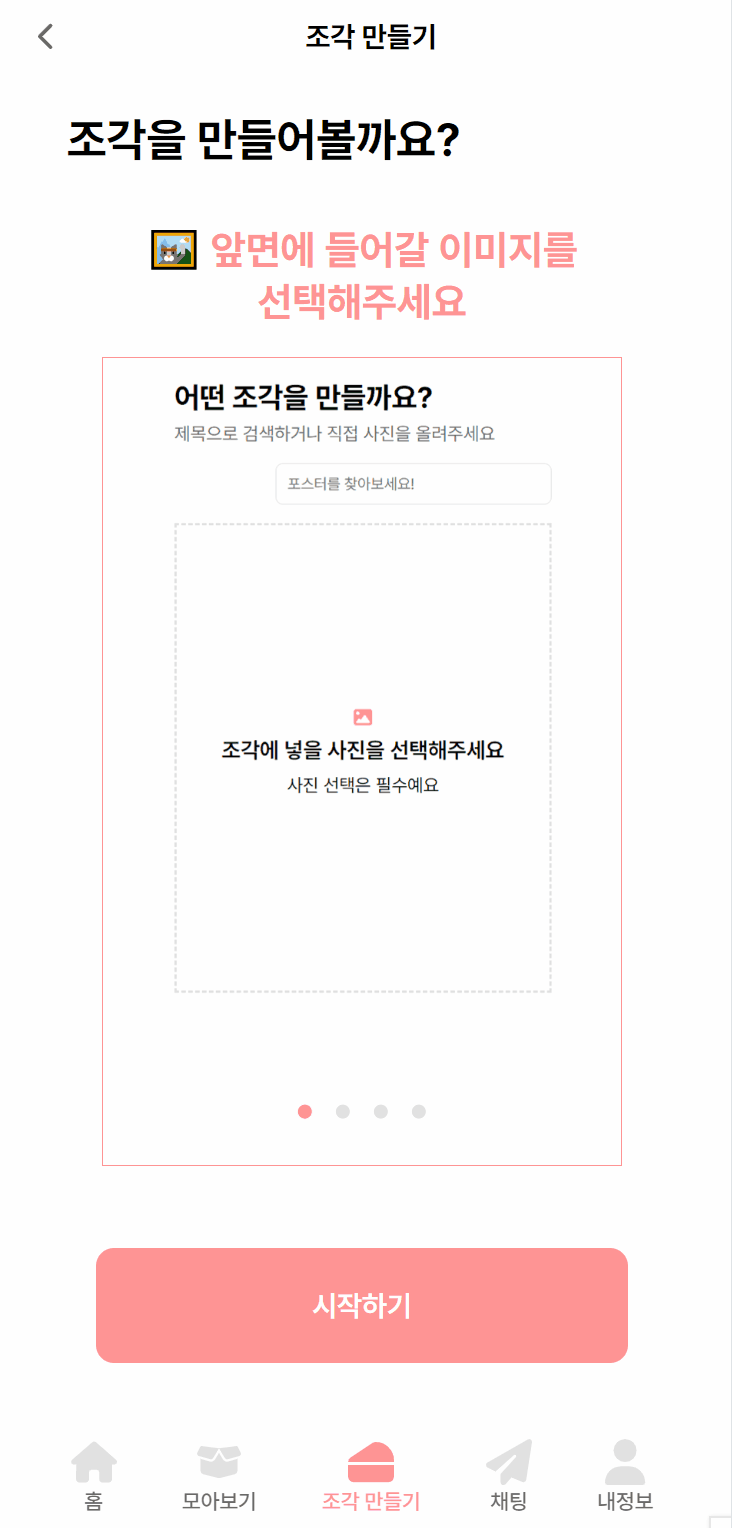 조각 만들기
조각을 만들어볼까요?
🖼️ 앞면에 들어갈 이미지를
선택해주세요
어떤 조각을 만들까요?
제목으로 검색하거나 직접 사진을 올려주세요
포스터를 찾아보세요!
조각에 넣을 사진을 선택해주세요
사진 선택은 필수예요
시작하기
홈 모아보기 조각 만들기 채팅 내정보